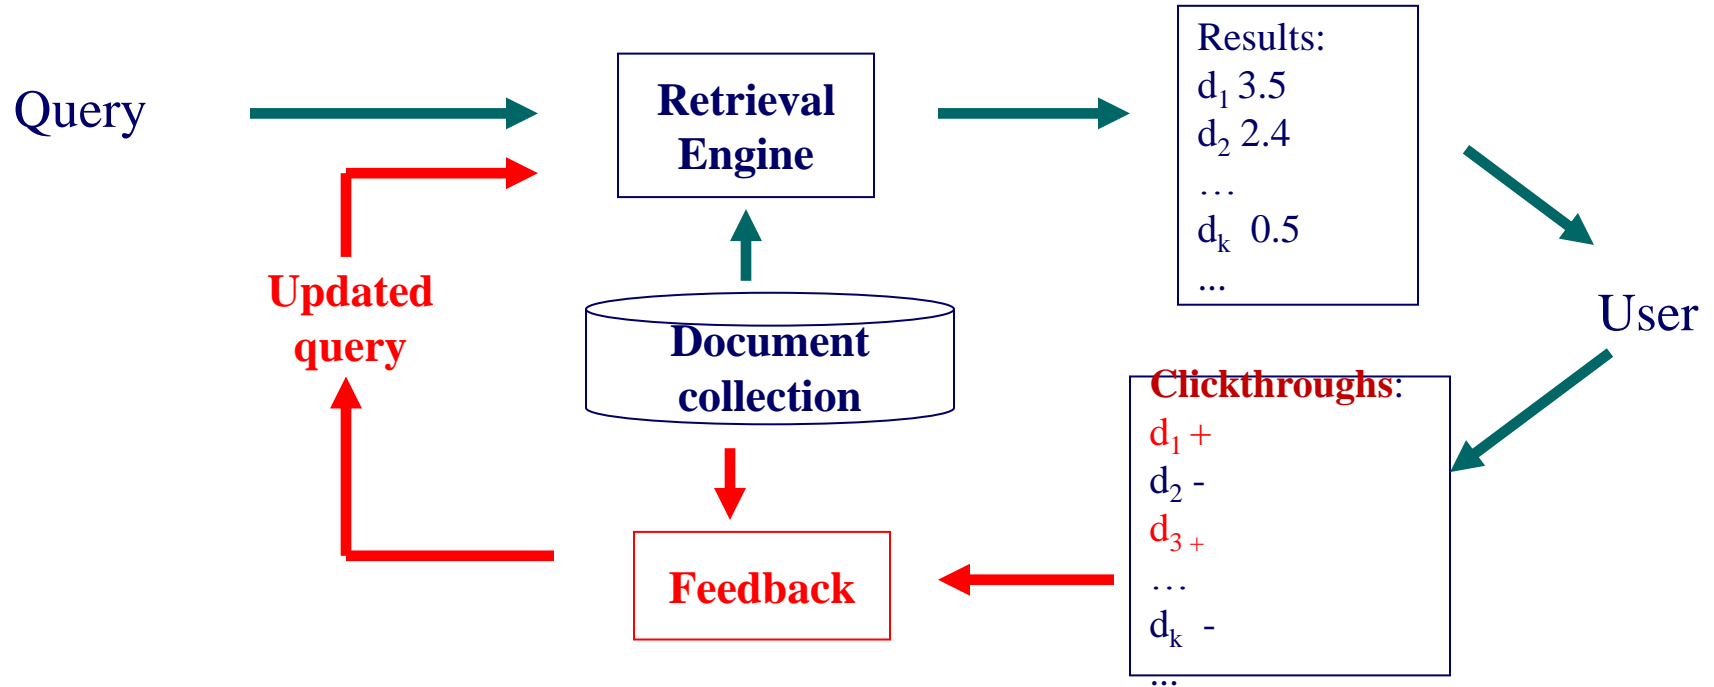 Query
Retrieval
Engine
Results:
d₁ 3.5
d₂ 2.4
…
dₖ 0.5
...
Updated
query
Document
collection
User
Clickthroughs:
d₁ +
d₂ -
d₃ +
…
dₖ -
...
Feedback